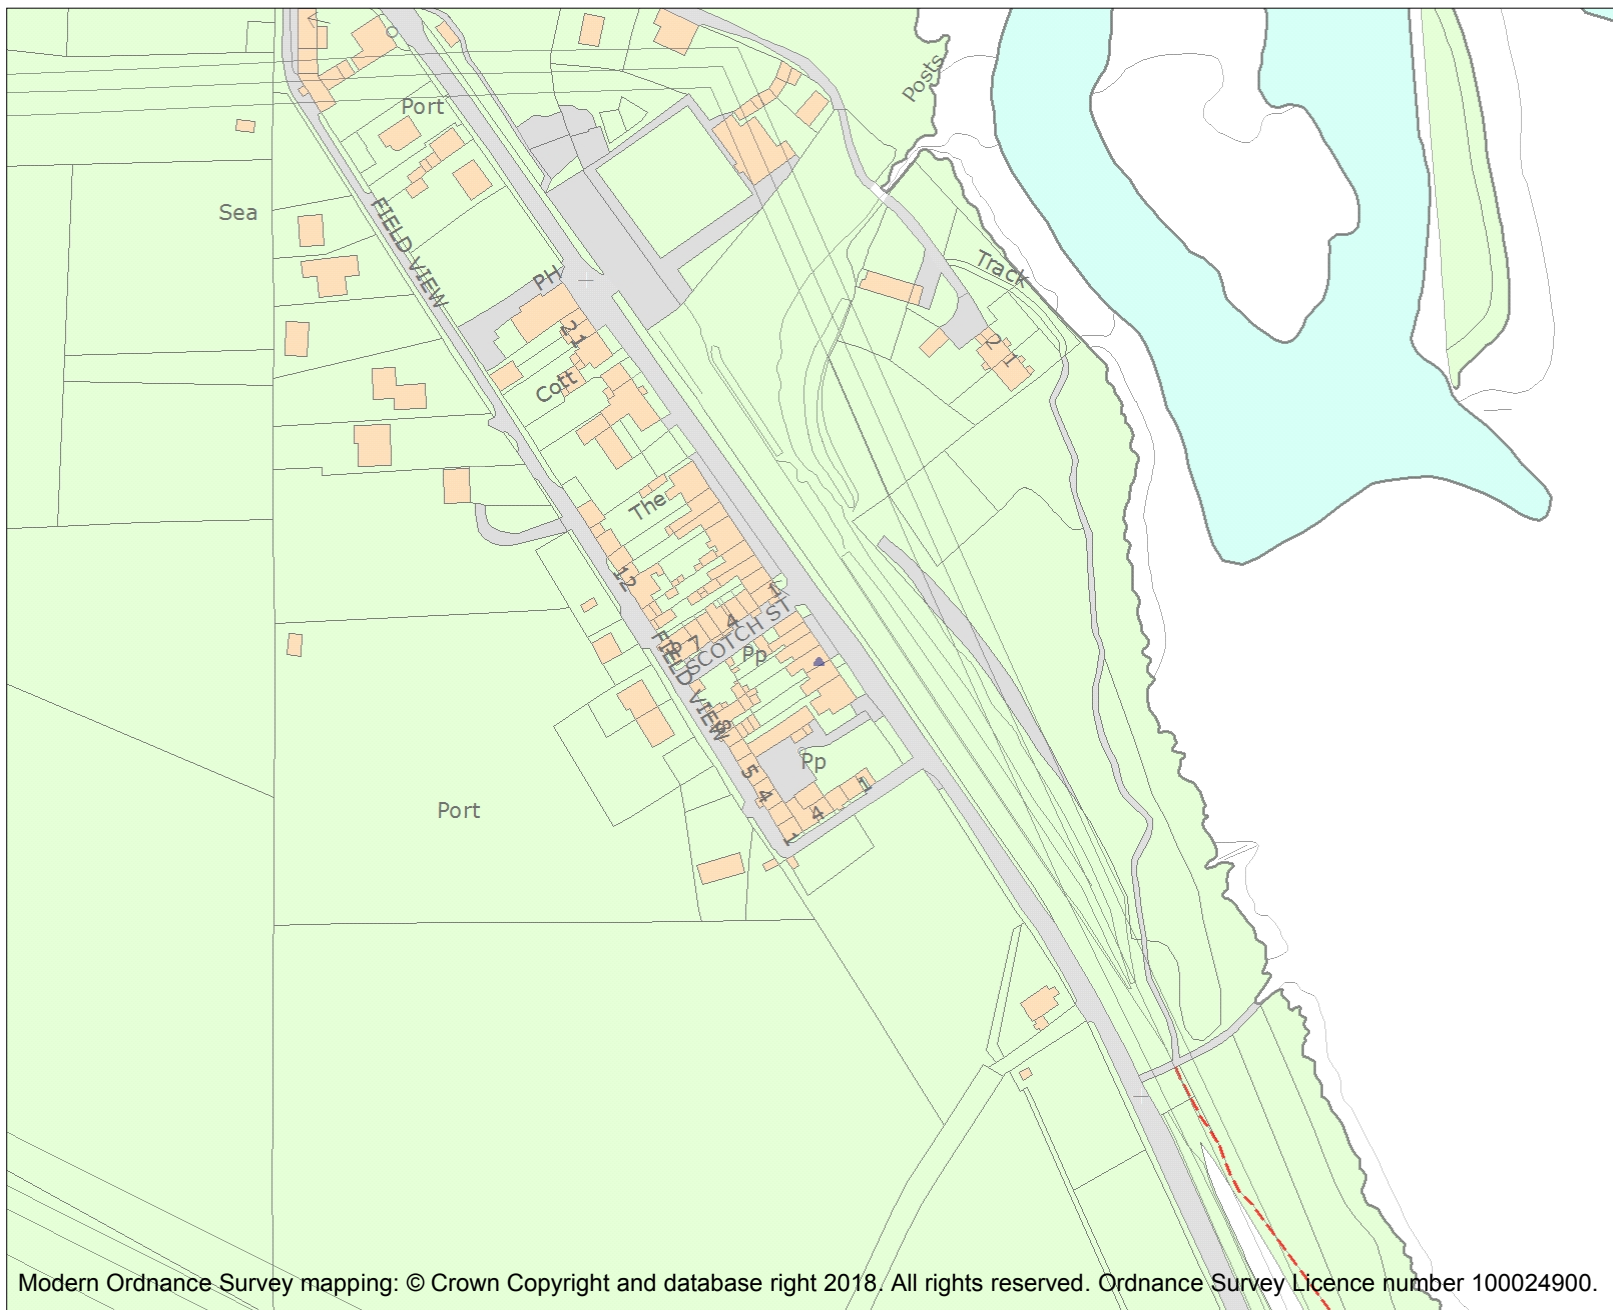 Posts
Port
Sea
FIELD VIEW
Track
PH
2
1
2
1
Cott
The
12
1
4
SCOTCH ST
7
Pp
FIELD VIEW
8
Pp
5
4
1
4
1
Port
Modern Ordnance Survey mapping: © Crown Copyright and database right 2018. All rights reserved. Ordnance Survey Licence number 100024900.